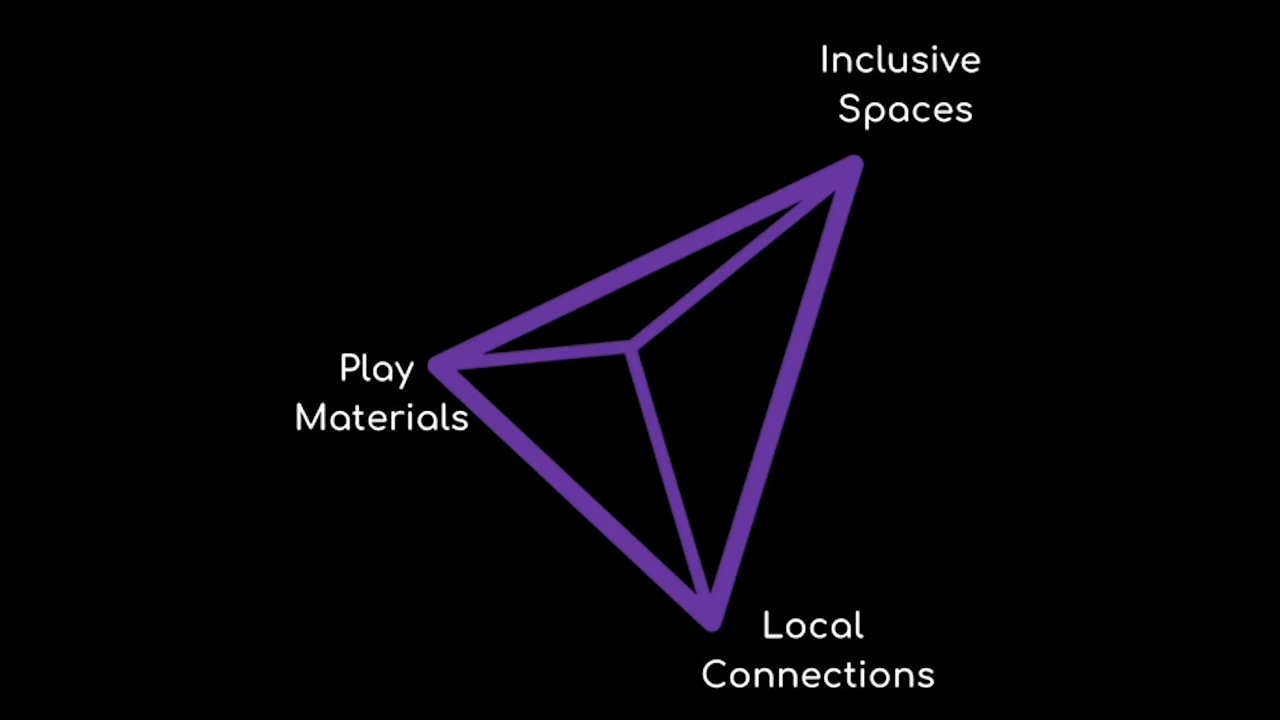 Inclusive
Spaces
Play
Materials
Local
Connections